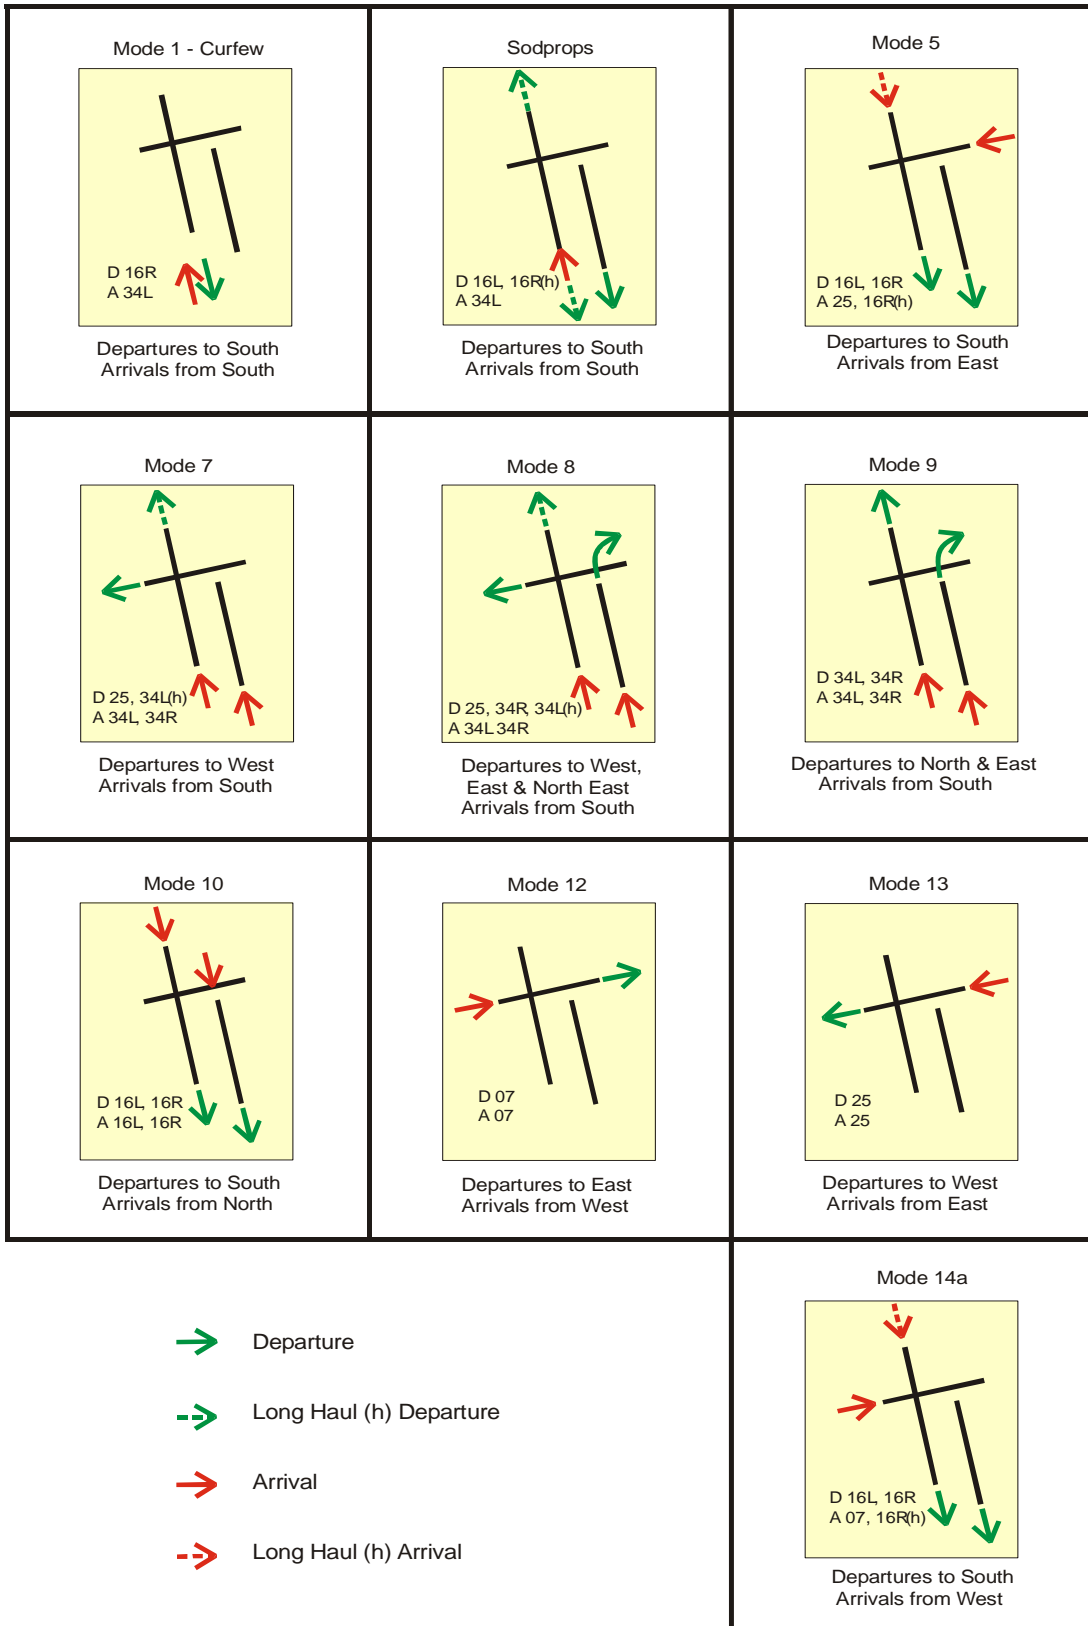 Mode 1 - Curfew
D 16R
A 34L
Departures to South
Arrivals from South
Sodprops
D 16L, 16R(h)
A 34L
Departures to South
Arrivals from South
Mode 5
D 16L, 16R
A 25, 16R(h)
Departures to South
Arrivals from East
Mode 7
D 25, 34L(h)
A 34L, 34R
Departures to West
Arrivals from South
Mode 8
D 25, 34R, 34L(h)
A 34L 34R
Departures to West,
East & North East
Arrivals from South
Mode 9
D 34L, 34R
A 34L, 34R
Departures to North & East
Arrivals from South
Mode 10
D 16L, 16R
A 16L, 16R
Departures to South
Arrivals from North
Mode 12
D 07
A 07
Departures to East
Arrivals from West
Mode 13
D 25
A 25
Departures to West
Arrivals from East
Departure
Long Haul (h) Departure
Arrival
Long Haul (h) Arrival
Mode 14a
D 16L, 16R
A 07, 16R(h)
Departures to South
Arrivals from West